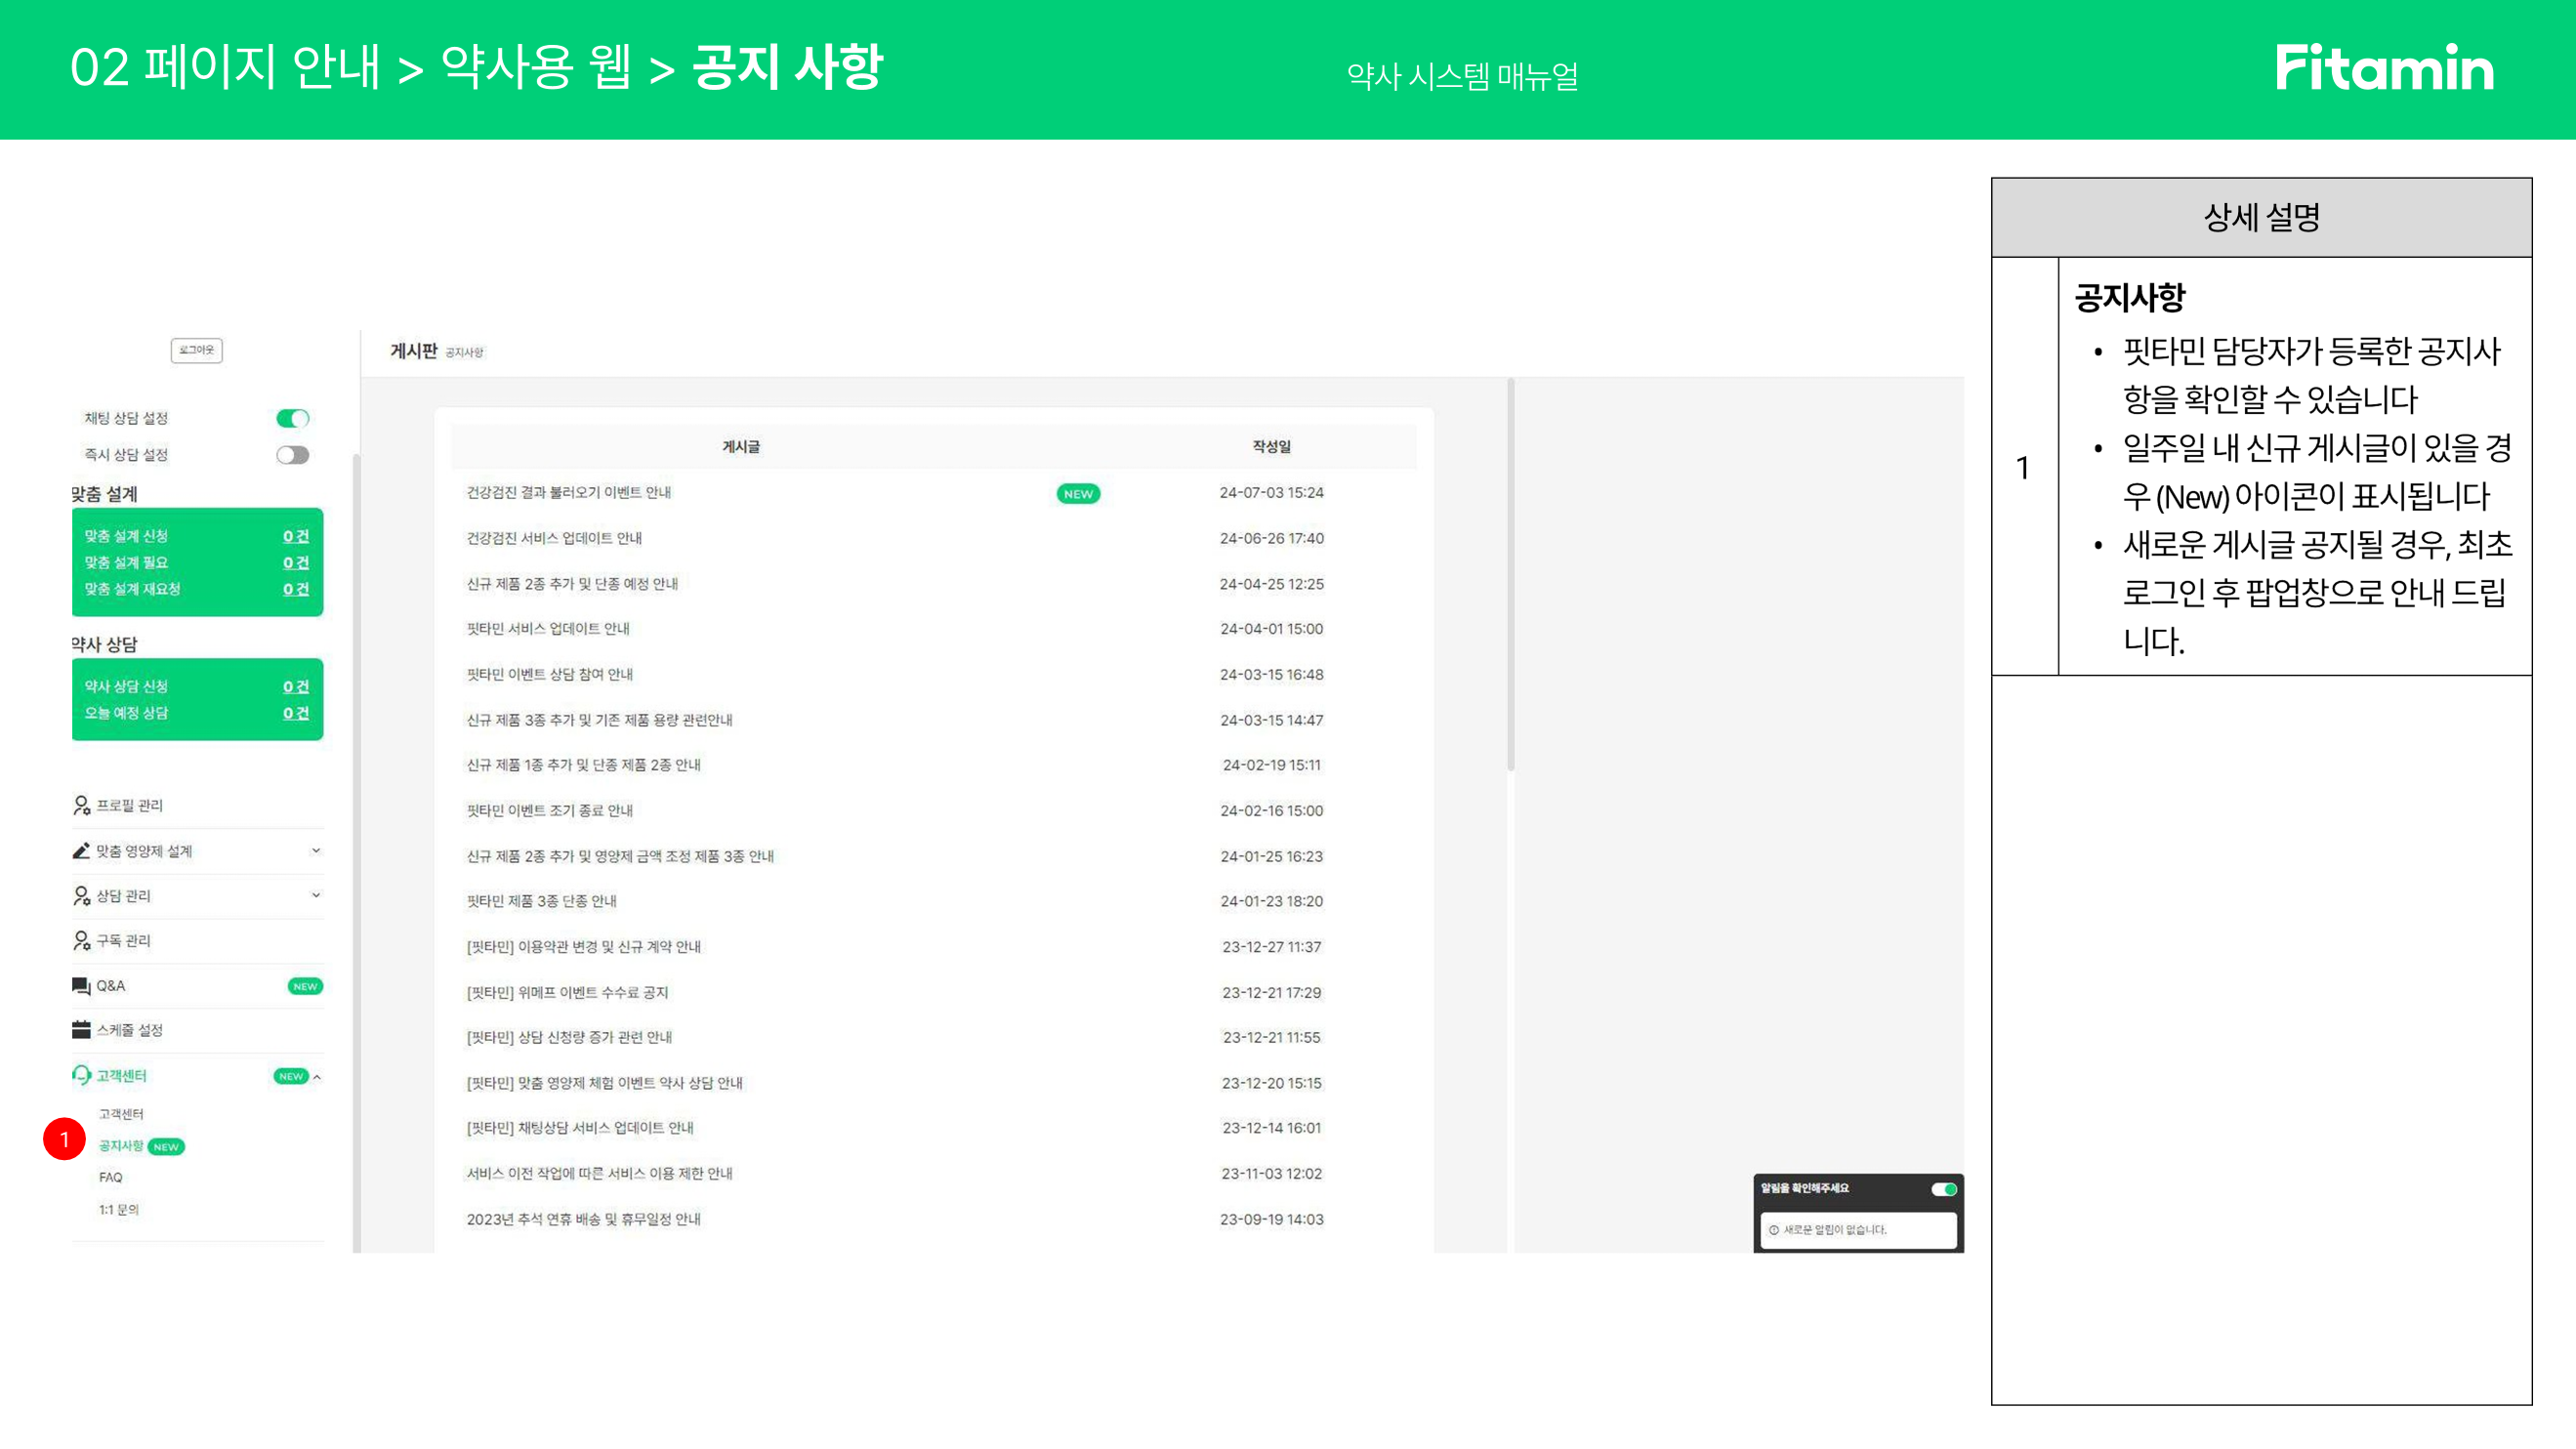 02 페이지 안내 > 약사용 웹 > 공지 사항
약사 시스템 매뉴얼
Fitamin
로그아웃
채팅 상담 설정
즉시 상담 설정
맞춤 설계
맞춤 설계 신청 0 건
맞춤 설계 필요 0 건
맞춤 설계 재요청 0 건
약사 상담
약사 상담 신청 0 건
오늘 예정 상담 0 건
프로필 관리
맞춤 영양제 설계
상담 관리
구독 관리
Q&A NEW
스케줄 설정
고객센터 NEW
고객센터
1
공지사항 NEW
FAQ
1:1 문의
게시판 공지사항
게시글 작성일
건강검진 결과 불러오기 이벤트 안내 NEW 24-07-03 15:24
건강검진 서비스 업데이트 안내 24-06-26 17:40
신규 제품 2종 추가 및 단종 예정 안내 24-04-25 12:25
핏타민 서비스 업데이트 안내 24-04-01 15:00
핏타민 이벤트 상담 참여 안내 24-03-15 16:48
신규 제품 3종 추가 및 기존 제품 용량 관련안내 24-03-15 14:47
신규 제품 1종 추가 및 단종 제품 2종 안내 24-02-19 15:11
핏타민 이벤트 조기 종료 안내 24-02-16 15:00
신규 제품 2종 추가 및 영양제 금액 조정 제품 3종 안내 24-01-25 16:23
핏타민 제품 3종 단종 안내 24-01-23 18:20
[핏타민] 이용약관 변경 및 신규 계약 안내 23-12-27 11:37
[핏타민] 위메프 이벤트 수수료 공지 23-12-21 17:29
[핏타민] 상담 신청량 증가 관련 안내 23-12-21 11:55
[핏타민] 맞춤 영양제 체험 이벤트 약사 상담 안내 23-12-20 15:15
[핏타민] 채팅상담 서비스 업데이트 안내 23-12-14 16:01
서비스 이전 작업에 따른 서비스 이용 제한 안내 23-11-03 12:02
2023년 추석 연휴 배송 및 휴무일정 안내 23-09-19 14:03
알림을 확인해주세요
새로운 알림이 없습니다.
상세 설명
1
공지사항
• 핏타민 담당자가 등록한 공지사
항을 확인할 수 있습니다
• 일주일 내 신규 게시글이 있을 경
우 (New) 아이콘이 표시됩니다
• 새로운 게시글 공지될 경우, 최초
로그인 후 팝업창으로 안내 드립
니다.